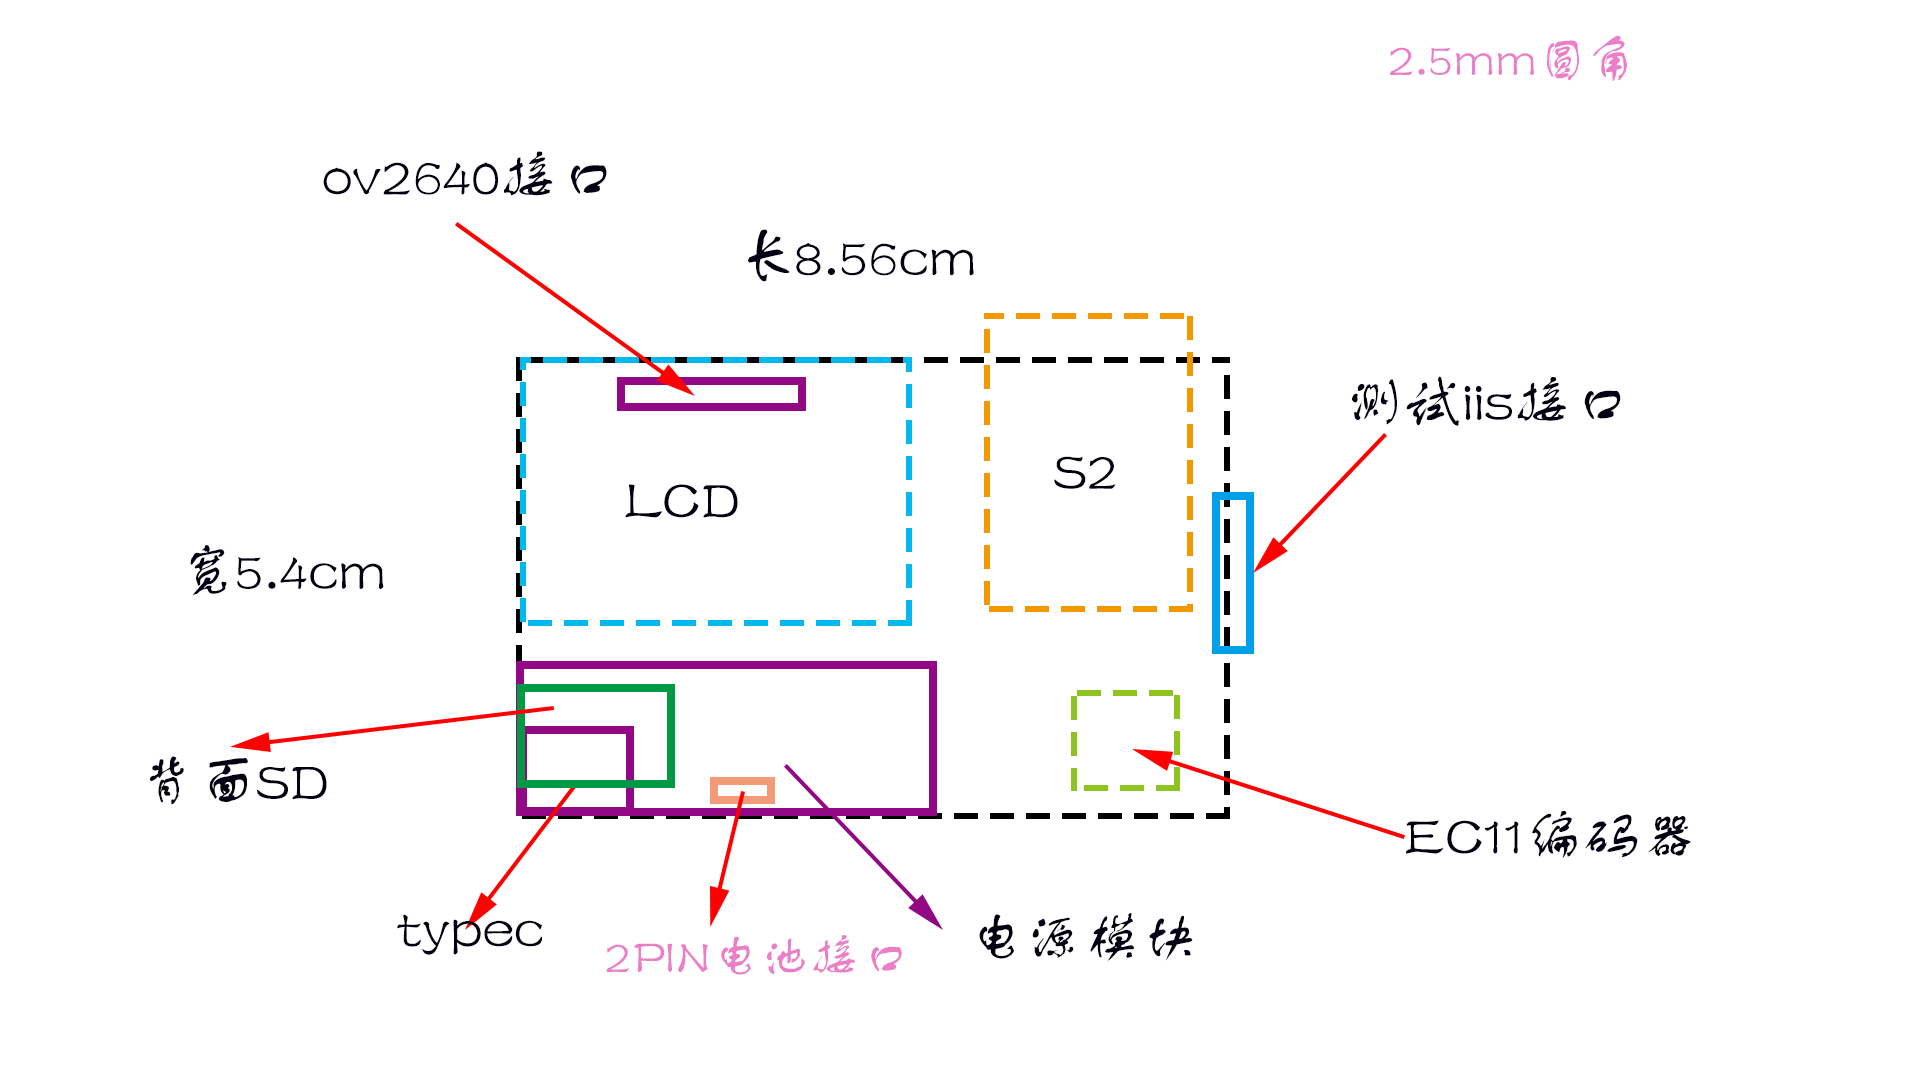 2.5mm圆角
ov2640接口
长8.56cm
测试iis接口
S2
LCD
宽5.4cm
背面SD
EC11编码器
typec
2PIN电池接口
电源模块